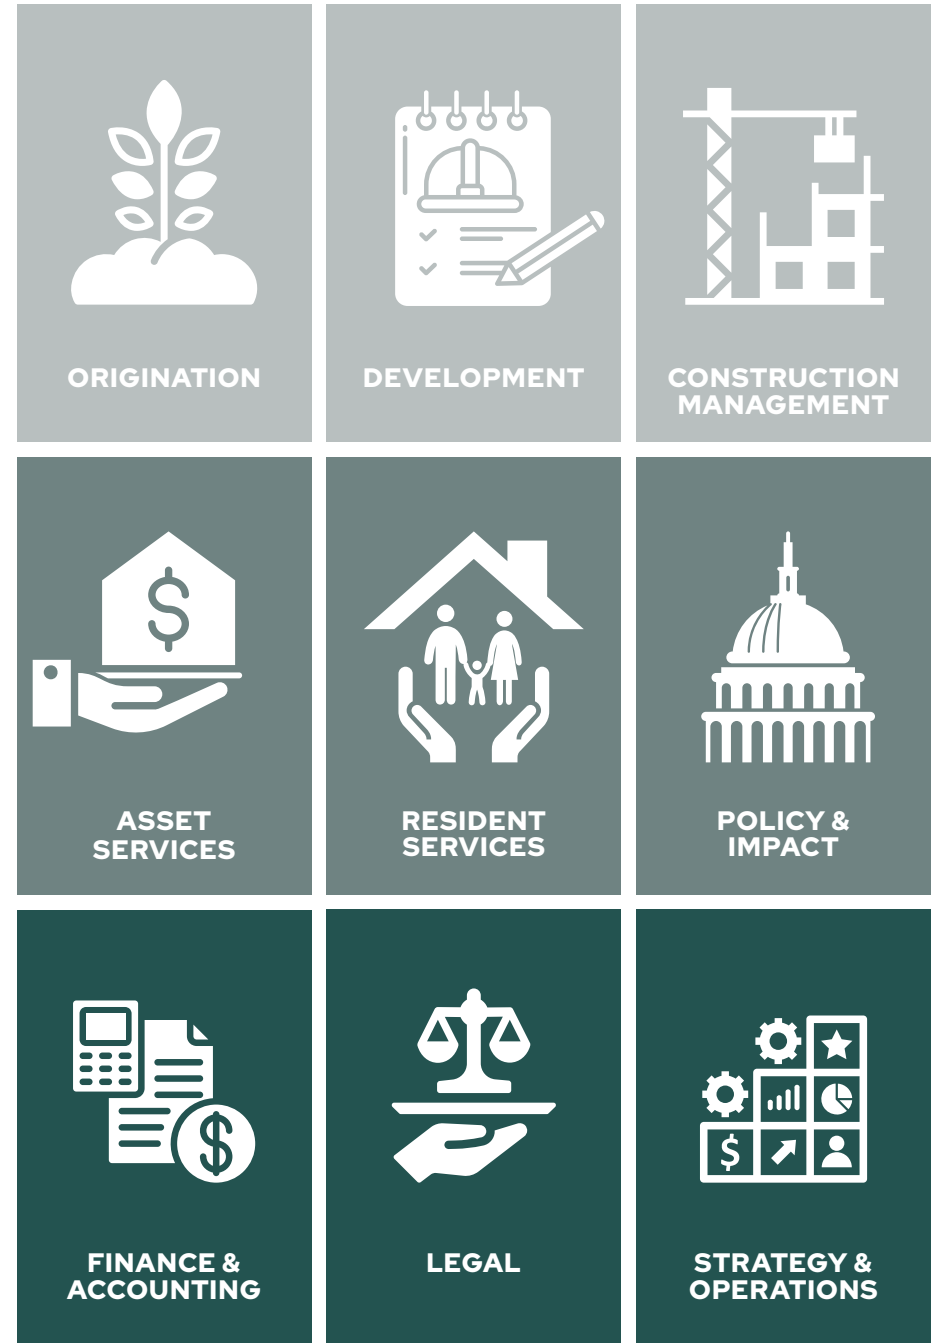 ORIGINATION
DEVELOPMENT
CONSTRUCTION
MANAGEMENT
$
ASSET
SERVICES
RESIDENT
SERVICES
POLICY &
IMPACT
$
FINANCE &
ACCOUNTING
LEGAL
$
STRATEGY &
OPERATIONS